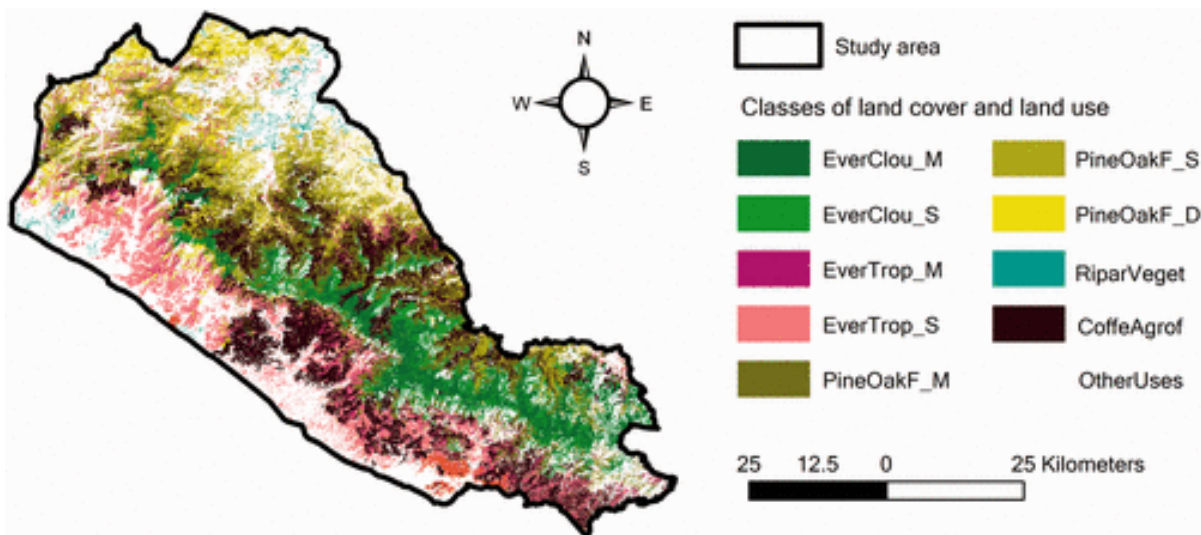 N
W E
S
Study area
Classes of land cover and land use
EverClou_M
EverClou_S
EverTrop_M
EverTrop_S
PineOakF_M
PineOakF_S
PineOakF_D
RiparVeget
CoffeAgrof
OtherUses
25 12.5 0 25 Kilometers